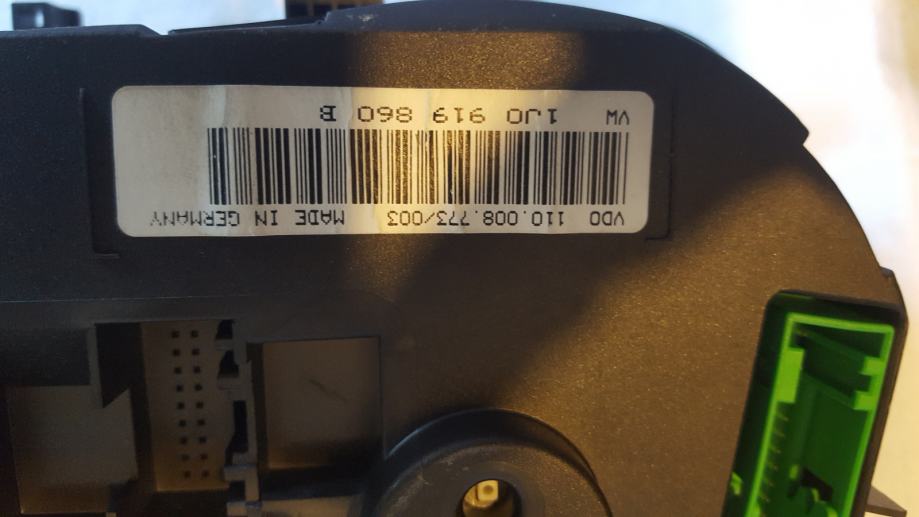 VW 1J0 919 860 B
VDO 110.008.773/003 MADE IN GERMANY